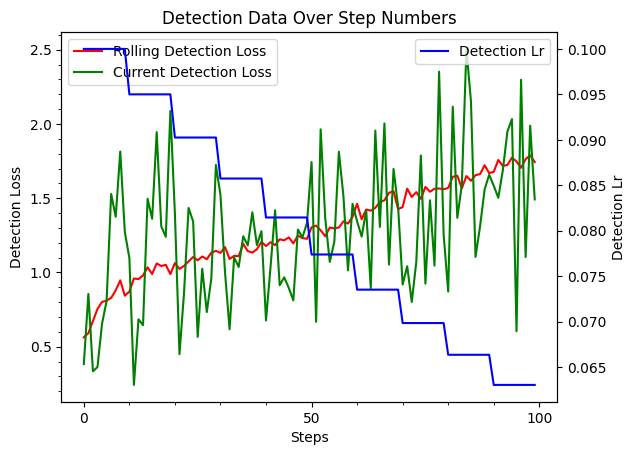 Detection Data Over Step Numbers
Rolling Detection Loss
Current Detection Loss
Detection Lr
2.5
2.0
1.5
1.0
0.5
Detection Loss
0.100
0.095
0.090
0.085
0.080
0.075
0.070
0.065
Detection Lr
0
50
100
Steps